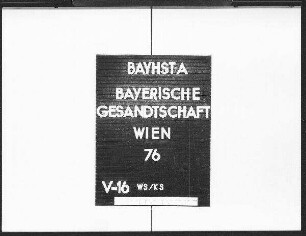 BAYHSTA
BAYERISCHE
GESANDTSCHAFT
WIEN
76
V-16 WS/KS